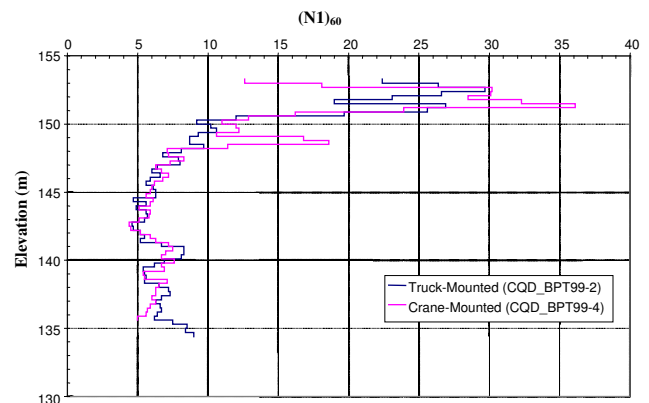 (N1)60
0 5 10 15 20 25 30 35 40
155
150
145
140
135
130
Elevation (m)
Truck-Mounted (CQD_BPT99-2)
Crane-Mounted (CQD_BPT99-4)